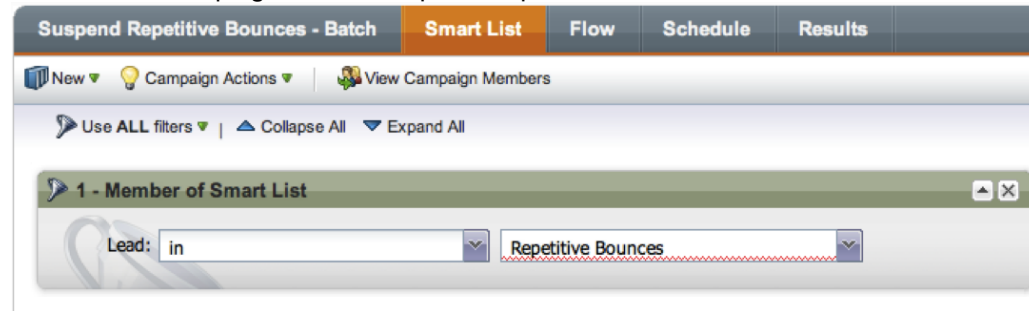 Suspend Repetitive Bounces - Batch Smart List Flow Schedule Results
New Campaign Actions View Campaign Members
Use ALL filters | Collapse All Expand All
1 - Member of Smart List
Lead: in Repetitive Bounces